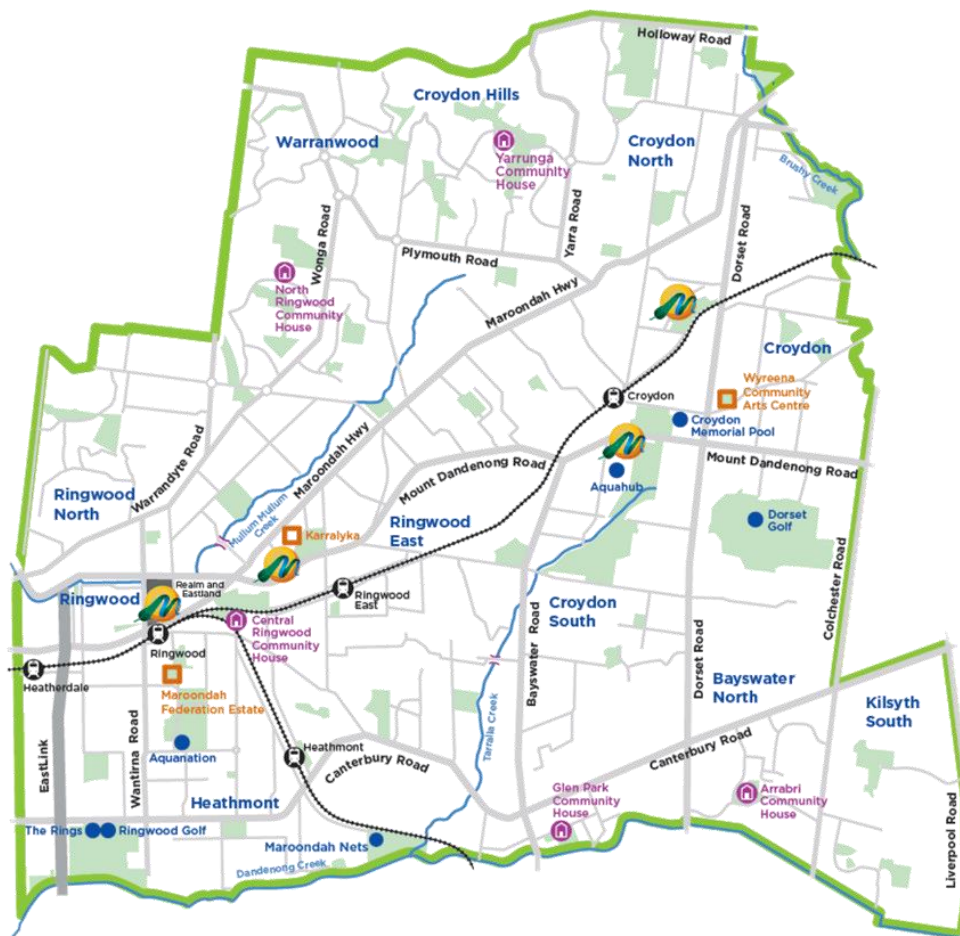 Holloway Road
Croydon Hills
Warranwood
Croydon
North
Yarrunga
Community
House
Brushy Creek
Yarra Road
Dorset Road
Wonga Road
Plymouth Road
North
Ringwood
Community
House
Maroondah Hwy
Croydon
Croydon
Wyreena
Community
Arts Centre
Croydon
Memorial Pool
Warrandyte Road
Maroondah Hwy
Mount Dandenong Road
Mount Dandenong Road
Aquahub
Ringwood
North
Mullum Mullum
Creek
Karralyka
Ringwood
East
Dorset
Golf
Colchester Road
Realm and
Eastland
Ringwood
Ringwood
East
Croydon
South
Central
Ringwood
Community
House
Ringwood
Heatherdale
Maroondah
Federation Estate
Bayswater Road
Dorset Road
Bayswater
North
Kilsyth
South
Tarralla Creek
EastLink
Wantirna Road
Aquanation
Heathmont
Canterbury Road
Canterbury Road
Heathmont
Glen Park
Community
House
Arrabri
Community
House
The Rings
Ringwood Golf
Maroondah Nets
Dandenong Creek
Liverpool Road